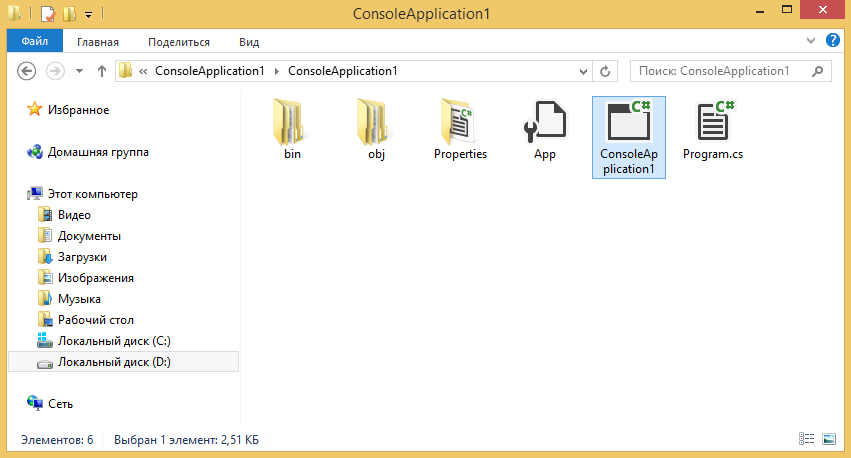 ConsoleApplication1
Файл Главная Поделиться Вид
« ConsoleApplication1 ConsoleApplication1
Поиск: ConsoleApplication1
Избранное
Домашняя группа
Этот компьютер
Видео
Документы
Загрузки
Изображения
Музыка
Рабочий стол
Локальный диск (C:)
Локальный диск (D:)
Сеть
bin
obj
C#
Properties
App
C#
ConsoleAp
plication1
C#
Program.cs
Элементов: 6 Выбран 1 элемент: 2,51 КБ